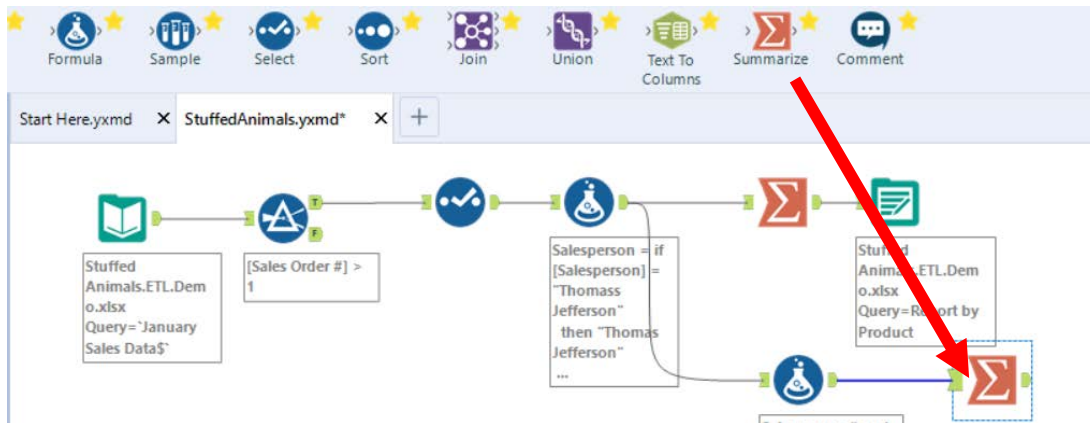 Formula
Sample
Select
Sort
Join
Union
Text To
Columns
Summarize
Comment
Start Here.yxmd
StuffedAnimals.yxmd*
T
F
Stuffed
Animals.ETL.Dem
o.xlsx
Query=`January
Sales Data$`
[Sales Order #] >
1
Salesperson = if
[Salesperson] =
"Thomass
Jefferson"
then "Thomas
Jefferson"
...
Stuffed
Animals.ETL.Dem
o.xlsx
Query=Report by
Product